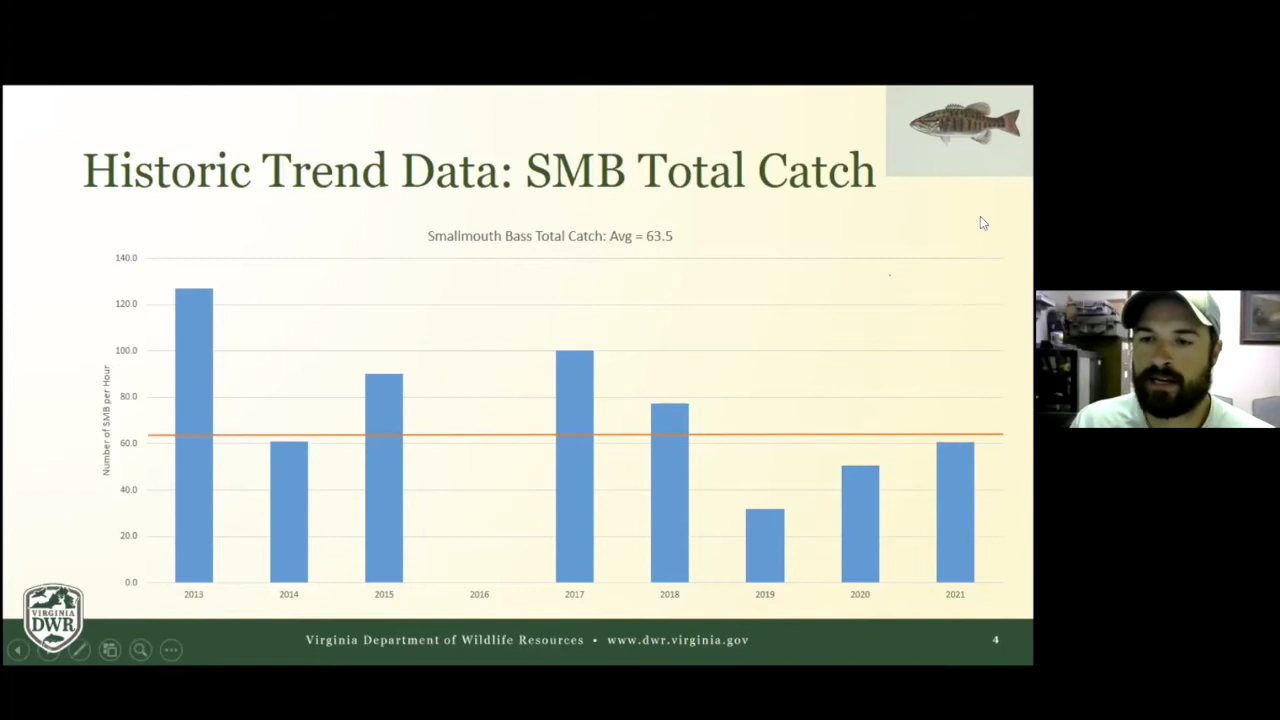 Historic Trend Data: SMB Total Catch
Smallmouth Bass Total Catch: Avg = 63.5
140.0
120.0
100.0
80.0
60.0
40.0
20.0
0.0
Number of SMB per Hour
2013 2014 2015 2016 2017 2018 2019 2020 2021
VIRGINIA
DWR
Virginia Department of Wildlife Resources • www.dwr.virginia.gov
4